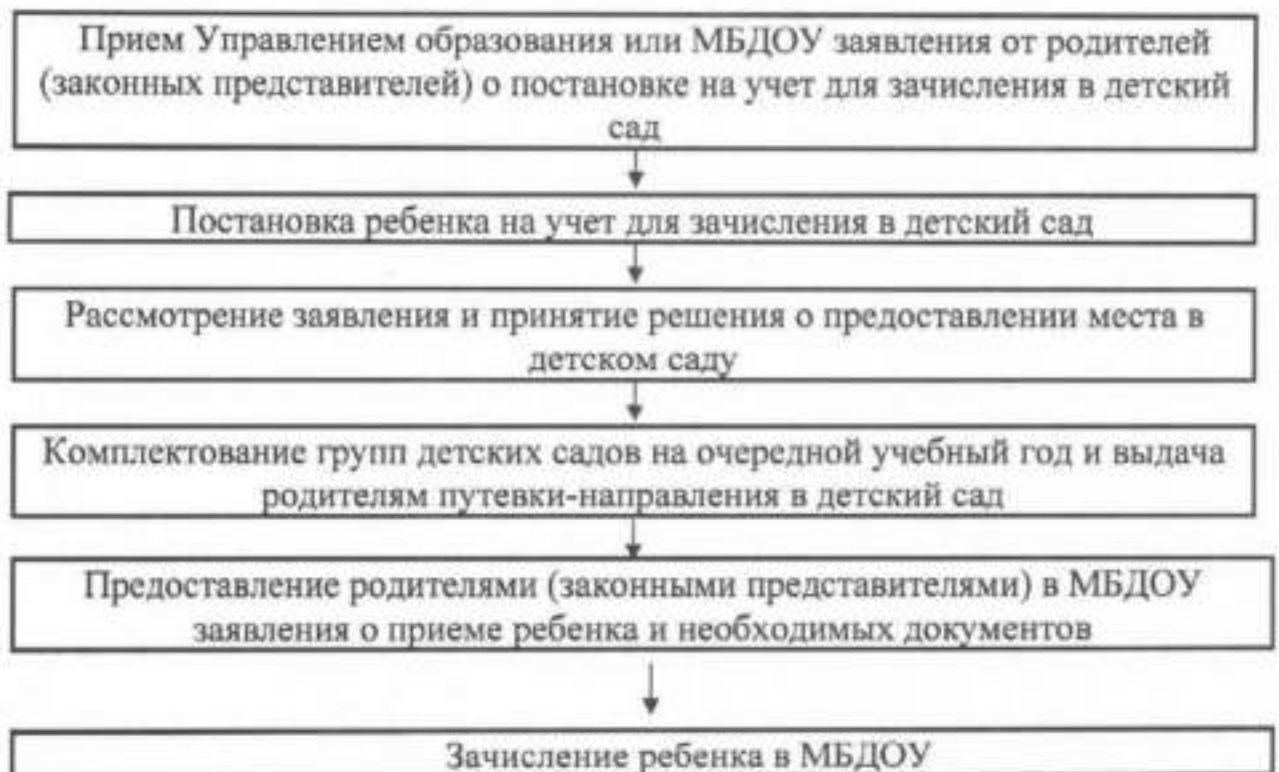 Прием Управлением образования или МБДОУ заявления от родителей
(законных представителей) о постановке на учет для зачисления в детский
сад
Постановка ребенка на учет для зачисления в детский сад
Рассмотрение заявления и принятие решения о предоставлении места в
детском саду
Комплектование групп детских садов на очередной учебный год и выдача
родителям путевки-направления в детский сад
Предоставление родителями (законными представителями) в МБДОУ
заявления о приеме ребенка и необходимых документов
Зачисление ребенка в МБДОУ